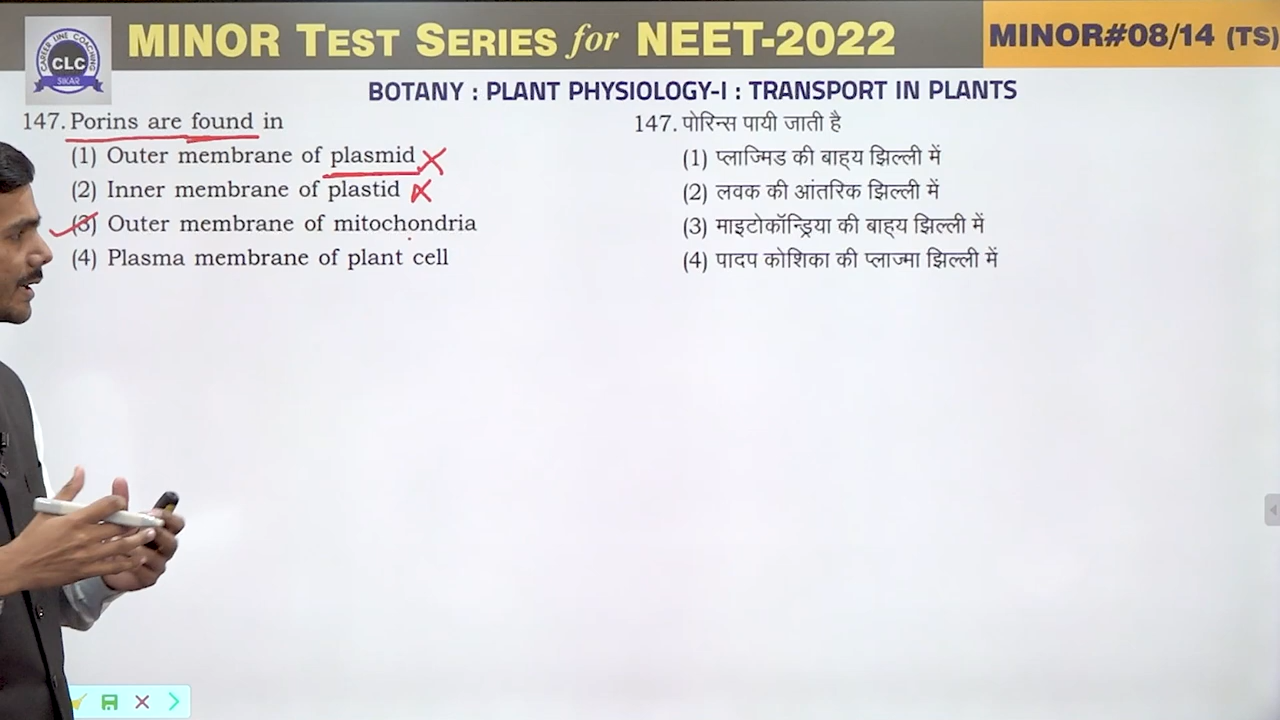 CAREER LINE COACHING
CLC
SIKAR
MINOR TEST SERIES for NEET-2022
MINOR#08/14 (TS)
BOTANY : PLANT PHYSIOLOGY-I : TRANSPORT IN PLANTS
147. Porins are found in
(1) Outer membrane of plasmid
(2) Inner membrane of plastid
(3) Outer membrane of mitochondria
(4) Plasma membrane of plant cell
147. पोरिन्स पायी जाती है
(1) प्लाज्मिड की बाह्य झिल्ली में
(2) लवक की आंतरिक झिल्ली में
(3) माइटोकॉन्ड्रिया की बाह्य झिल्ली में
(4) पादप कोशिका की प्लाज्मा झिल्ली में